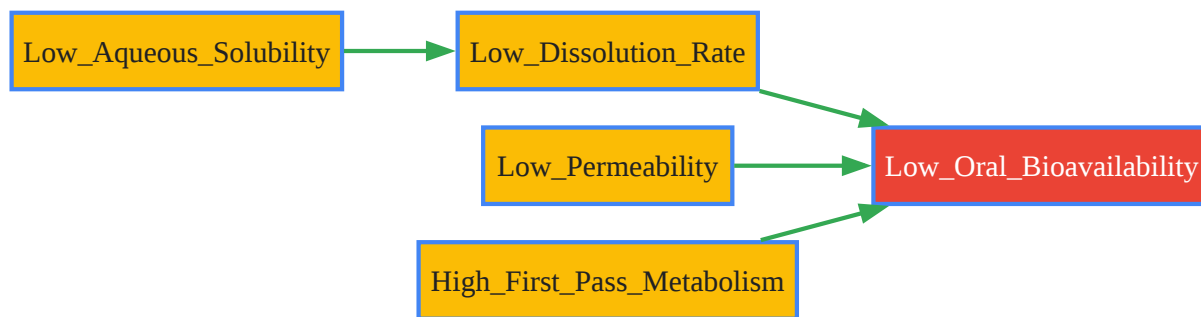 Low_Aqueous_Solubility
Low_Dissolution_Rate
Low_Permeability
Low_Oral_Bioavailability
High_First_Pass_Metabolism